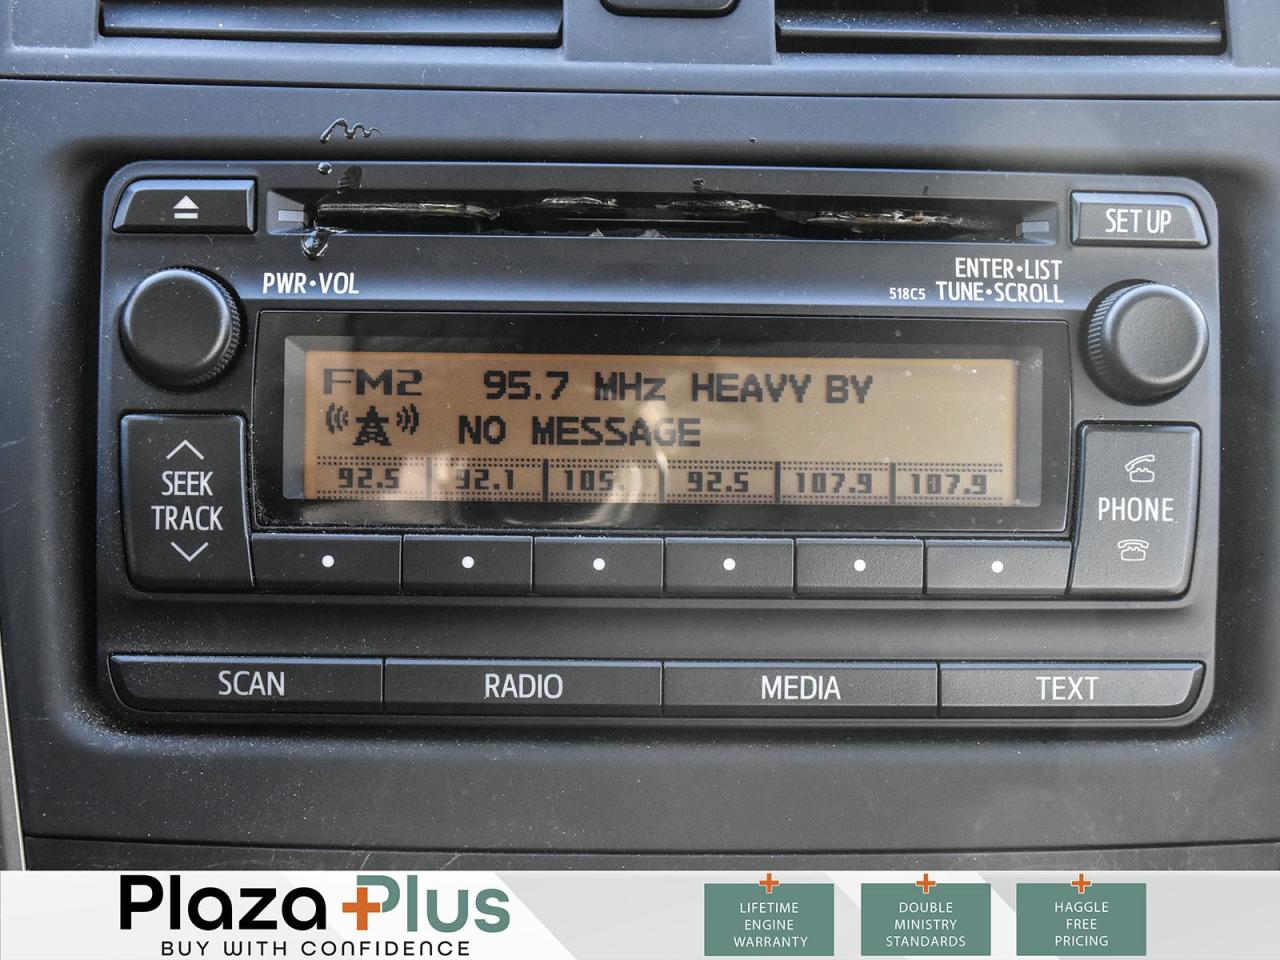 SET UP
PWR•VOL
ENTER•LIST
518C5 TUNE•SCROLL
FM2 95.7 MHz HEAVY BY
NO MESSAGE
92.5 92.1 105. 92.5 107.9 107.9
SEEK
TRACK
PHONE
SCAN RADIO MEDIA TEXT
Plaza Plus
BUY WITH CONFIDENCE
LIFETIME
ENGINE
WARRANTY
DOUBLE
MINISTRY
STANDARDS
HAGGLE
FREE
PRICING